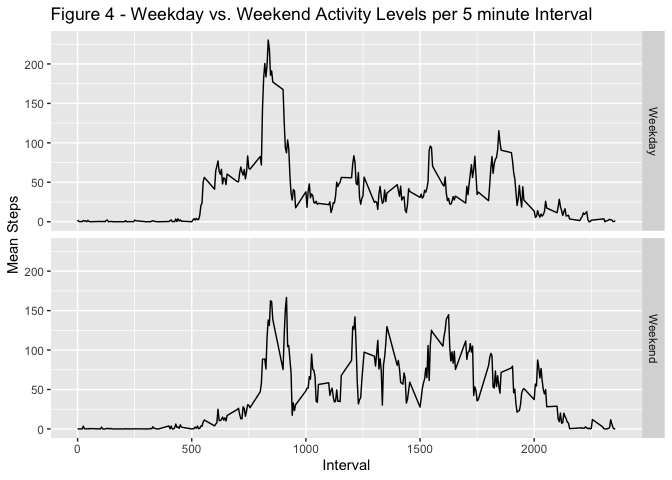 Figure 4 - Weekday vs. Weekend Activity Levels per 5 minute Interval
200
150
100
50
0
Weekday
Mean Steps
200
150
100
50
0
Weekend
0 500 1000 1500 2000
Interval